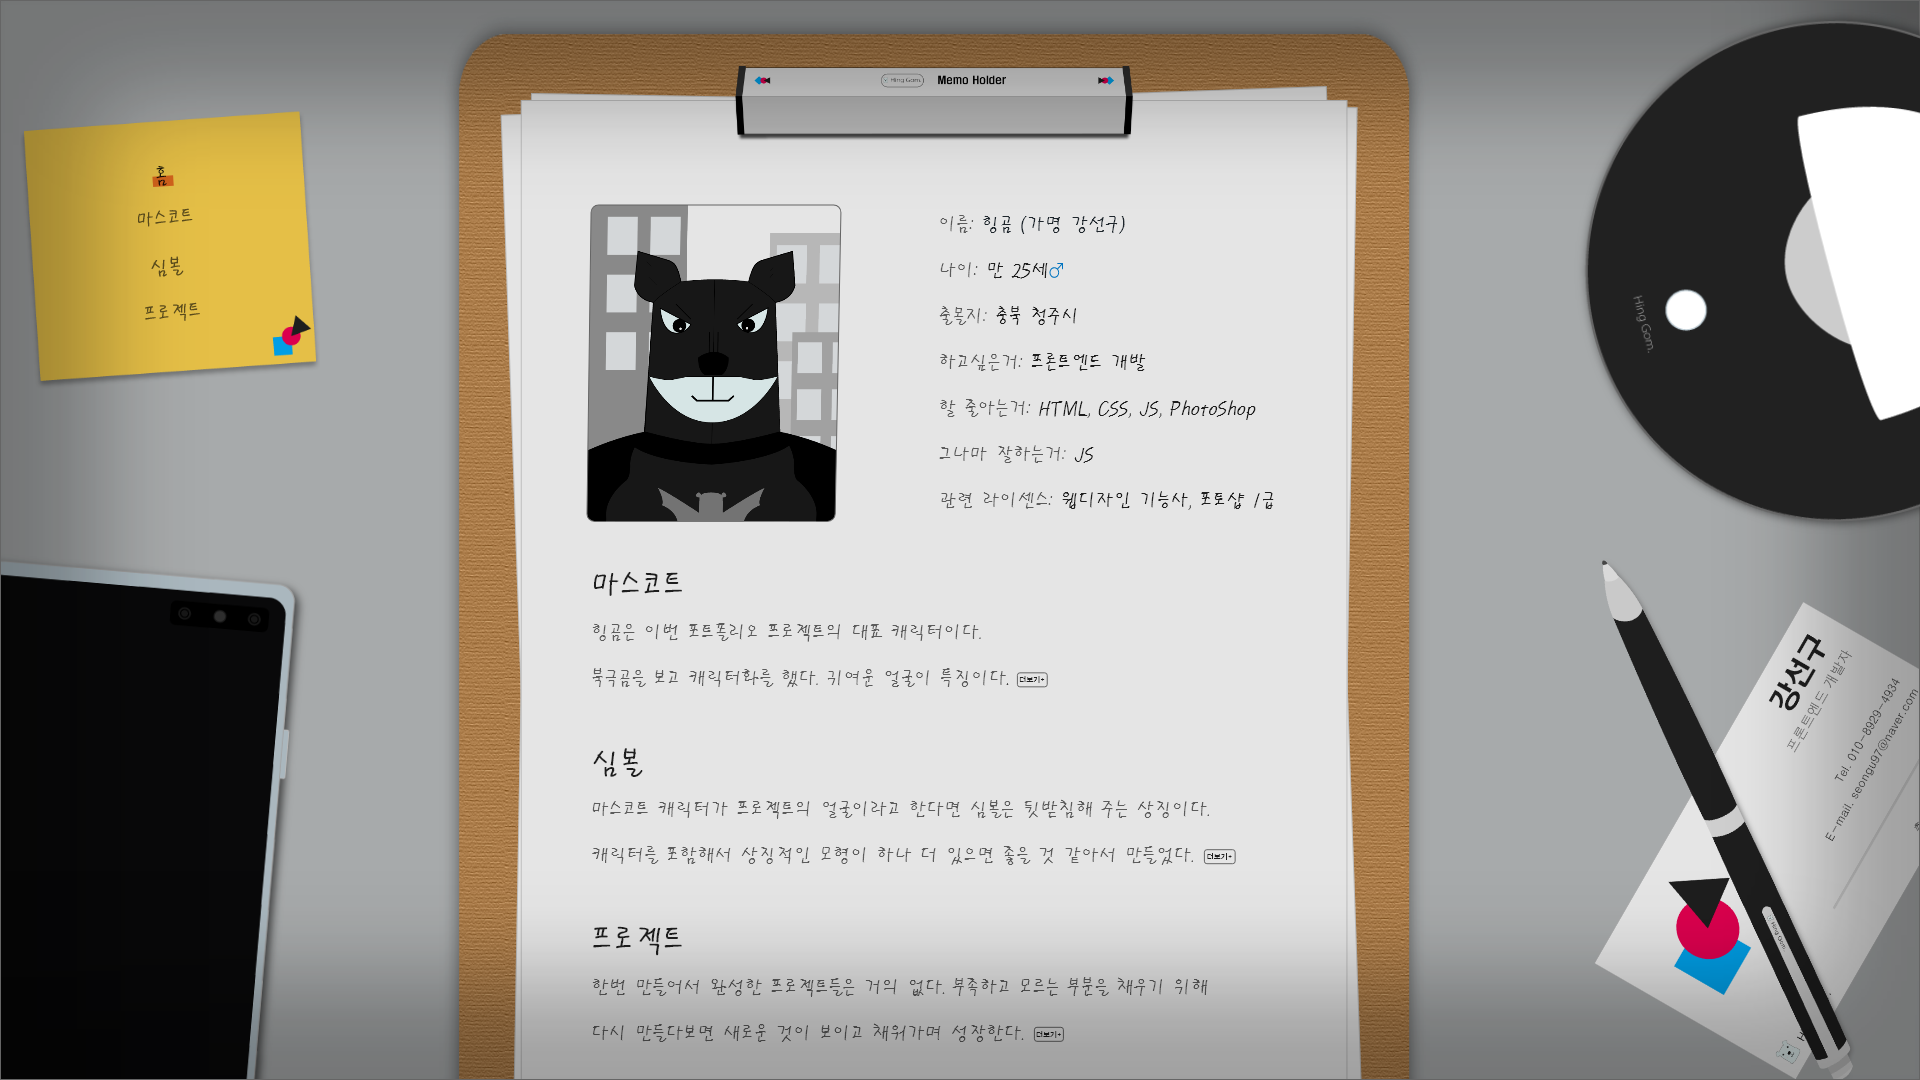 Hing Gom. Memo Holder
홈
마스코트
심볼
프로젝트
이름: 힝곰 (가명 강선구)
나이: 만 25세♂
출몰지: 충북 청주시
하고싶은거: 프론트엔드 개발
할 줄아는거: HTML, CSS, JS, PhotoShop
그나마 잘하는거: JS
관련 라이센스: 웹디자인 기능사, 포토샵 1급
마스코트
힝곰은 이번 포트폴리오 프로젝트의 대표 캐릭터이다.
북극곰을 보고 캐릭터화를 했다. 귀여운 얼굴이 특징이다. 더보기+
심볼
마스코트 캐릭터가 프로젝트의 얼굴이라고 한다면 심볼은 뒷받침해 주는 상징이다.
캐릭터를 포함해서 상징적인 모형이 하나 더 있으면 좋을 것 같아서 만들었다. 더보기+
프로젝트
한번 만들어서 완성한 프로젝트들은 거의 없다. 부족하고 모르는 부분을 채우기 위해
다시 만들다보면 새로운 것이 보이고 채워가며 성장한다. 더보기+
Hing Gom.
강선구
프론트엔드 개발자
Tel. 010-8929-4934
E-mail. seongu97@naver.com
Hing Gom.